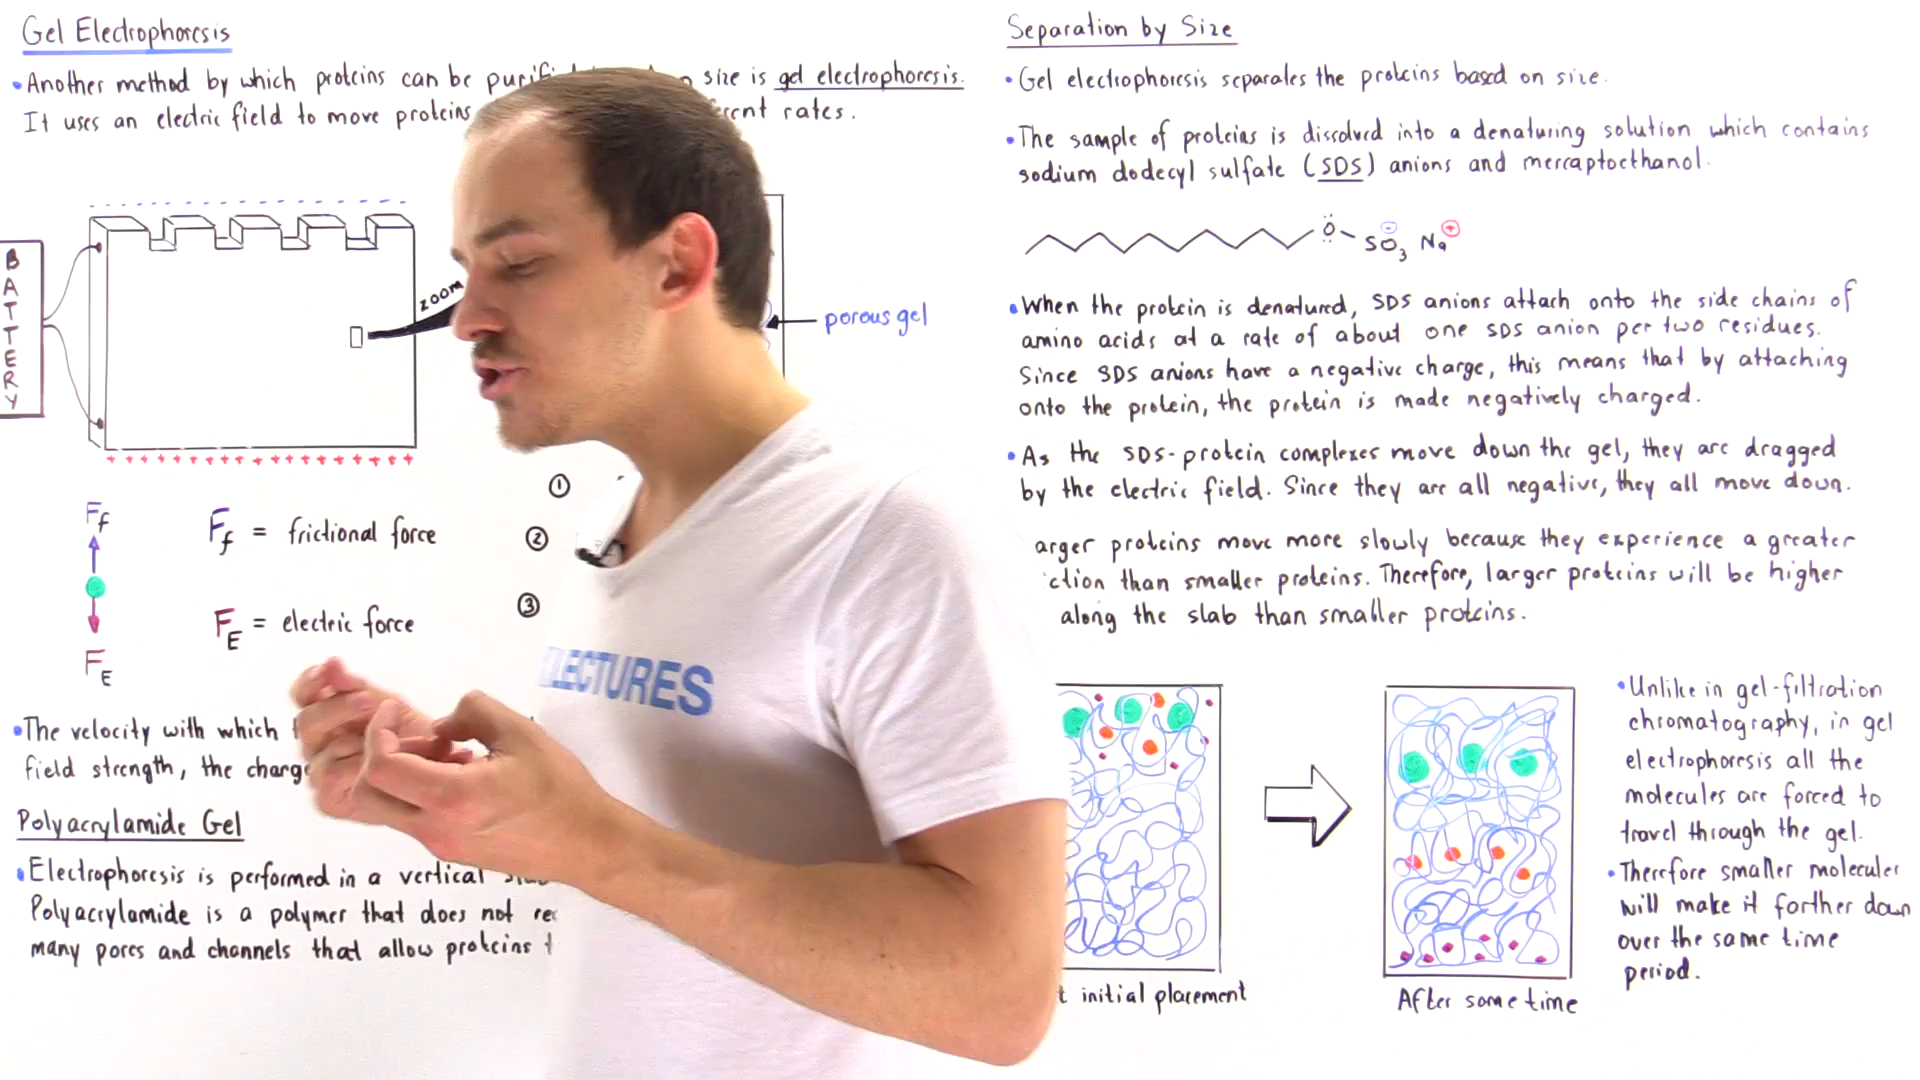 Gel Electrophoresis
• Another method by which proteins can be size is gel electrophoresis.
It uses an electric field to move proteins rates.
BATTERY
zoom
porous gel
- - - - - - - - - - - - - - - - - - -
+ + + + + + + + + + + + + + + + + + +
Ff
Ff = frictional force
FE = electric force
FE
①
②
③
• The velocity with which
field strength, the charge
Polyacrylamide Gel
• Electrophoresis is performed in a vertical
Polyacrylamide is a polymer that does not
many pores and channels that allow proteins
LECTURES
Separation by Size
• Gel electrophoresis separates the proteins based on size.
• The sample of proteins is dissolved into a denaturing solution which contains
sodium dodecyl sulfate (SDS) anions and mercaptoethanol.
O - SO3 ⊖ Na ⊕
• When the protein is denatured, SDS anions attach onto the side chains of
amino acids at a rate of about one SDS anion per two residues.
Since SDS anions have a negative charge, this means that by attaching
onto the protein, the protein is made negatively charged.
• As the SDS-protein complexes move down the gel, they are dragged
by the electric field. Since they are all negative, they all move down.
arger proteins move more slowly because they experience a greater
ction than smaller proteins. Therefore, larger proteins will be higher
along the slab than smaller proteins.
t initial placement
After some time
• Unlike in gel-filtration
chromatography, in gel
electrophoresis all the
molecules are forced to
travel through the gel.
• Therefore smaller molecules
will make it farther down
over the same time
period.